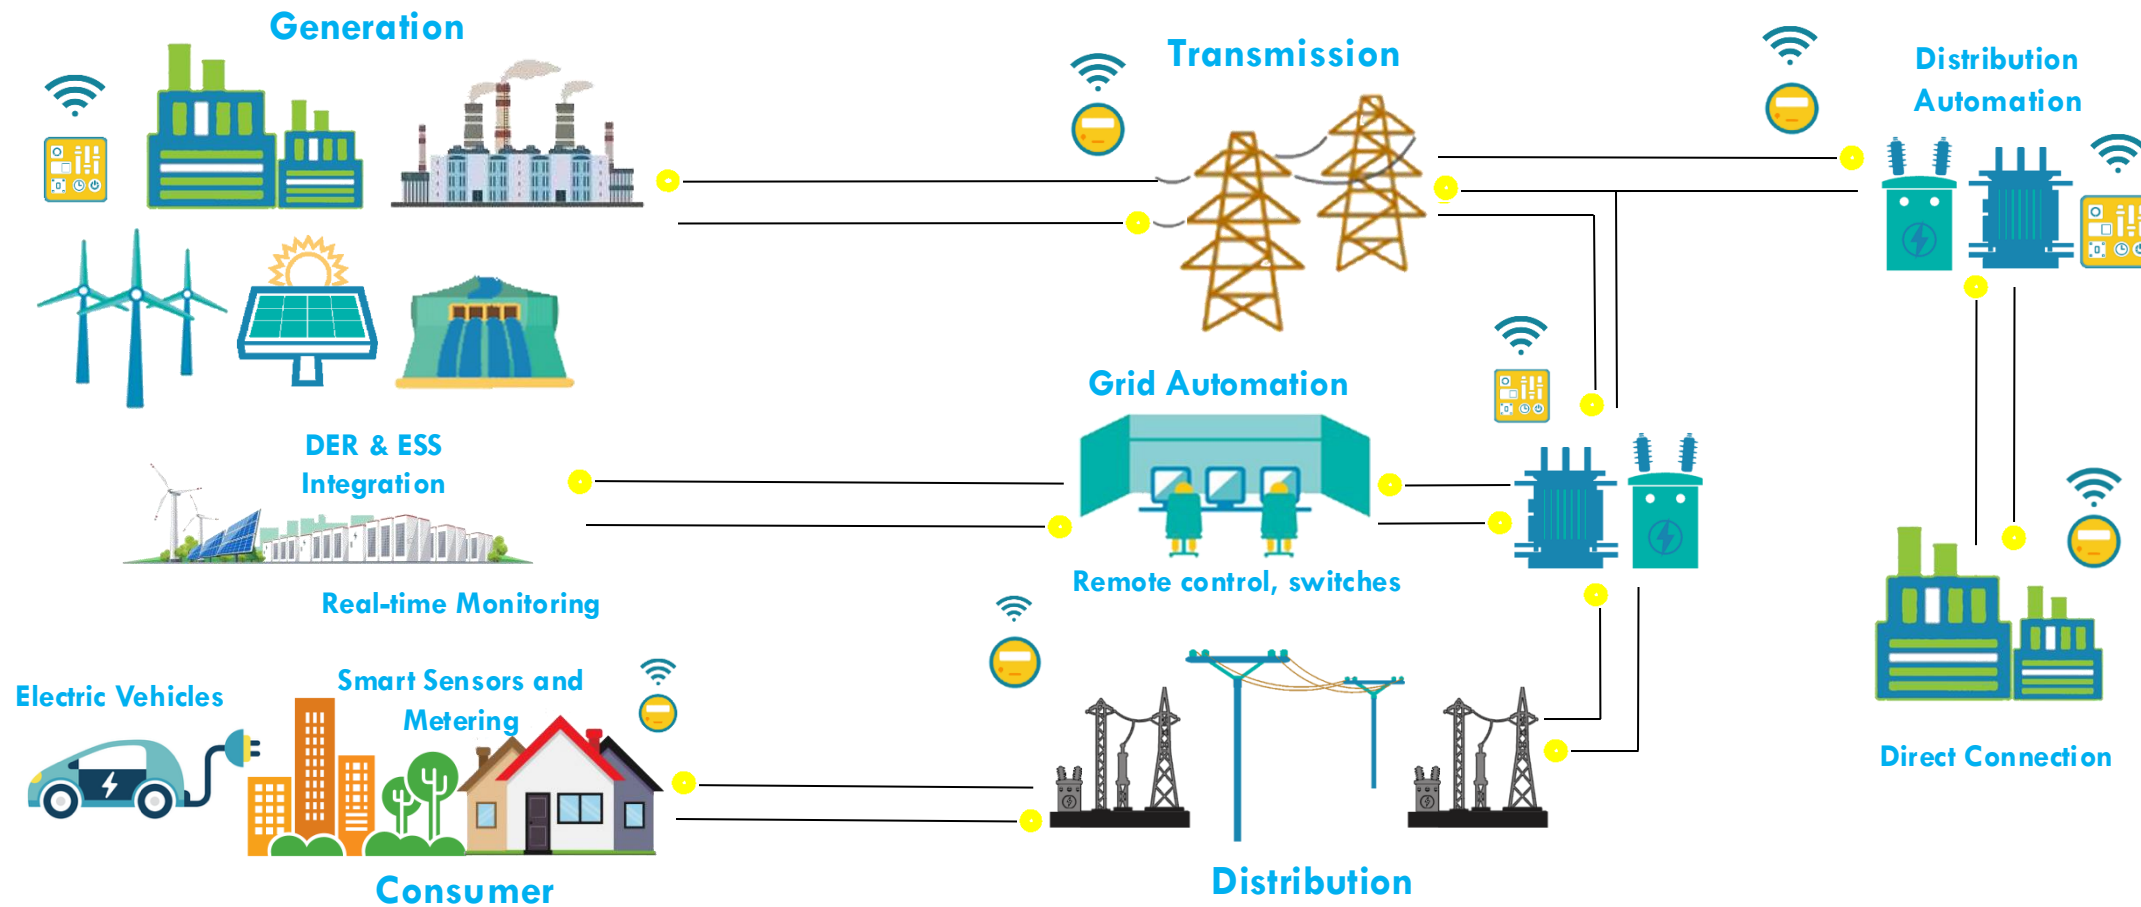 Generation
Transmission
Distribution
Automation
Grid Automation
DER & ESS
Integration
Remote control, switches
Real-time Monitoring
Smart Sensors and
Metering
Electric Vehicles
Direct Connection
Consumer
Distribution